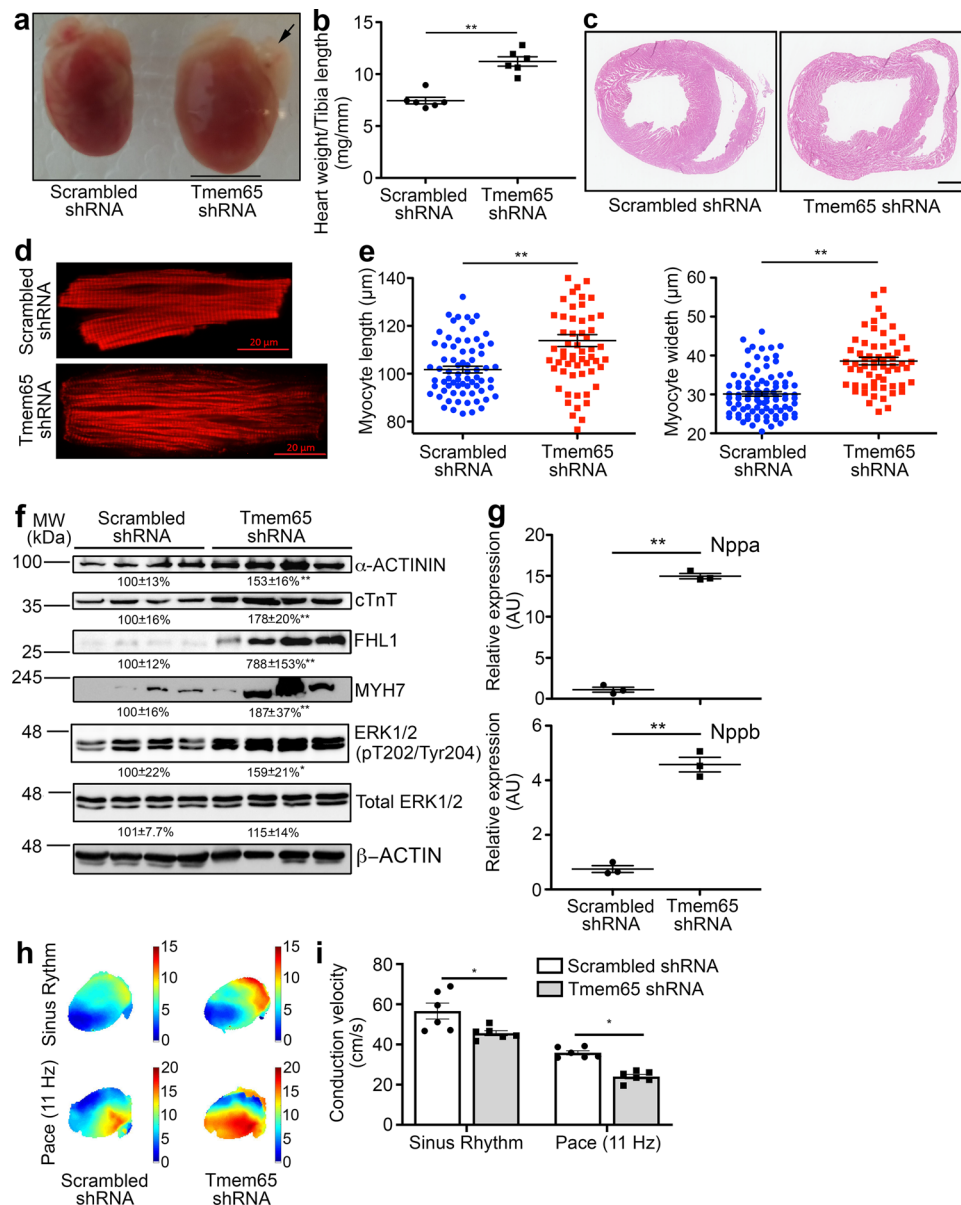 a
Scrambled
shRNA
Tmem65
shRNA
b
Heart weight/Tibia length
(mg/mm)
15
10
5
0
**
Scrambled
shRNA
Tmem65
shRNA
c
Scrambled shRNA
Tmem65 shRNA
d
Scrambled
shRNA
20 µm
Tmem65
shRNA
20 µm
e
Myocyte length (µm)
140
120
100
80
**
Scrambled
shRNA
Tmem65
shRNA
Myocyte wideth (µm)
60
50
40
30
20
**
Scrambled
shRNA
Tmem65
shRNA
f
MW
(kDa)
Scrambled
shRNA
Tmem65
shRNA
100
α-ACTININ
100±13% 153±16%**
35
cTnT
100±16% 178±20%**
25
FHL1
100±12% 788±153%**
245
MYH7
100±16% 187±37%**
48
ERK1/2
(pT202/Tyr204)
100±22% 159±21%*
48
Total ERK1/2
101±7.7% 115±14%
48
β-ACTIN
g
Relative expression
(AU)
20
15
10
5
0
**
Nppa
Relative expression
(AU)
6
4
2
0
**
Nppb
Scrambled
shRNA
Tmem65
shRNA
h
Sinus Rythm
15
10
5
0
15
10
5
0
Pace (11 Hz)
20
15
10
5
0
20
15
10
5
0
Scrambled
shRNA
Tmem65
shRNA
i
Conduction velocity
(cm/s)
80
60
40
20
0
*
*
Scrambled shRNA
Tmem65 shRNA
Sinus Rhythm
Pace (11 Hz)